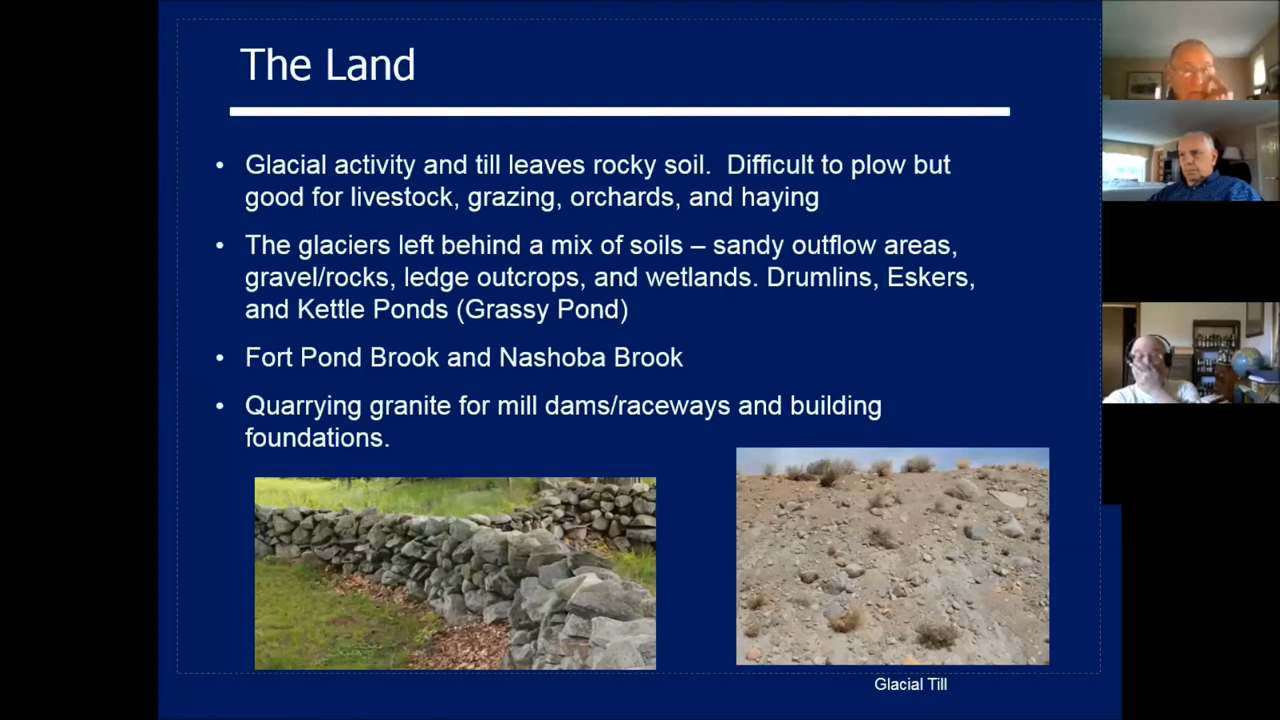 The Land
• Glacial activity and till leaves rocky soil.  Difficult to plow but
good for livestock, grazing, orchards, and haying
• The glaciers left behind a mix of soils – sandy outflow areas,
gravel/rocks, ledge outcrops, and wetlands. Drumlins, Eskers,
and Kettle Ponds (Grassy Pond)
• Fort Pond Brook and Nashoba Brook
• Quarrying granite for mill dams/raceways and building
foundations.
Glacial Till